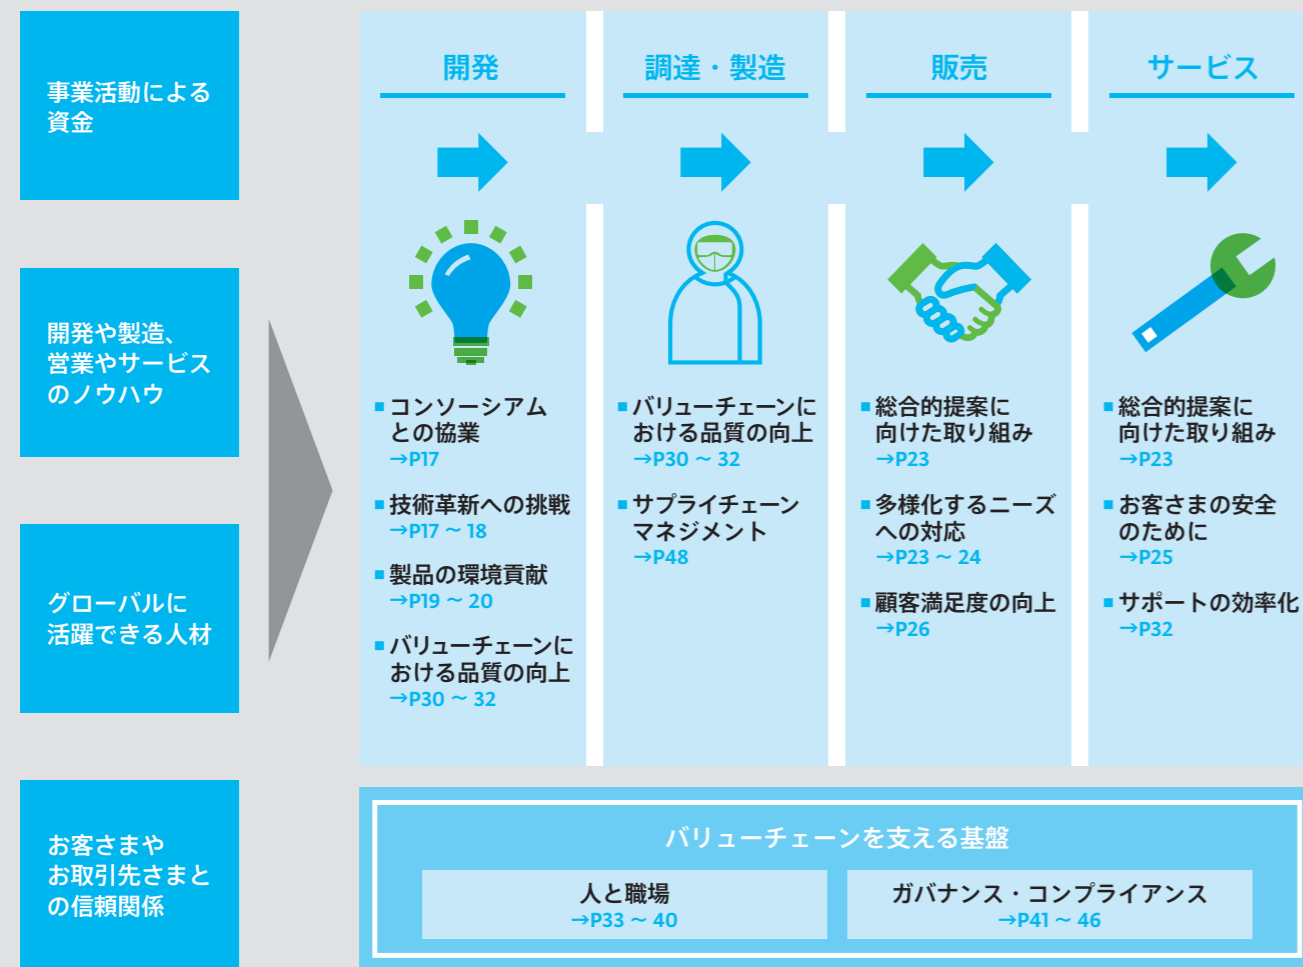 事業活動による
資金
開発や製造、
営業やサービス
のノウハウ
グローバルに
活躍できる人材
お客さまや
お取引先さまと
の信頼関係
開発
■コンソーシアム
との協業
→P17
■技術革新への挑戦
→P17 ~ 18
■製品の環境貢献
→P19 ~ 20
■バリューチェーンに
おける品質の向上
→P30 ~ 32
調達・製造
■バリューチェーンに
おける品質の向上
→P30 ~ 32
■サプライチェーン
マネジメント
→P48
販売
■総合的提案に
向けた取り組み
→P23
■多様化するニーズ
への対応
→P23 ~ 24
■顧客満足度の向上
→P26
サービス
■総合的提案に
向けた取り組み
→P23
■お客さまの安全
のために
→P25
■サポートの効率化
→P32
バリューチェーンを支える基盤
人と職場
→P33 ~ 40
ガバナンス・コンプライアンス
→P41 ~ 46